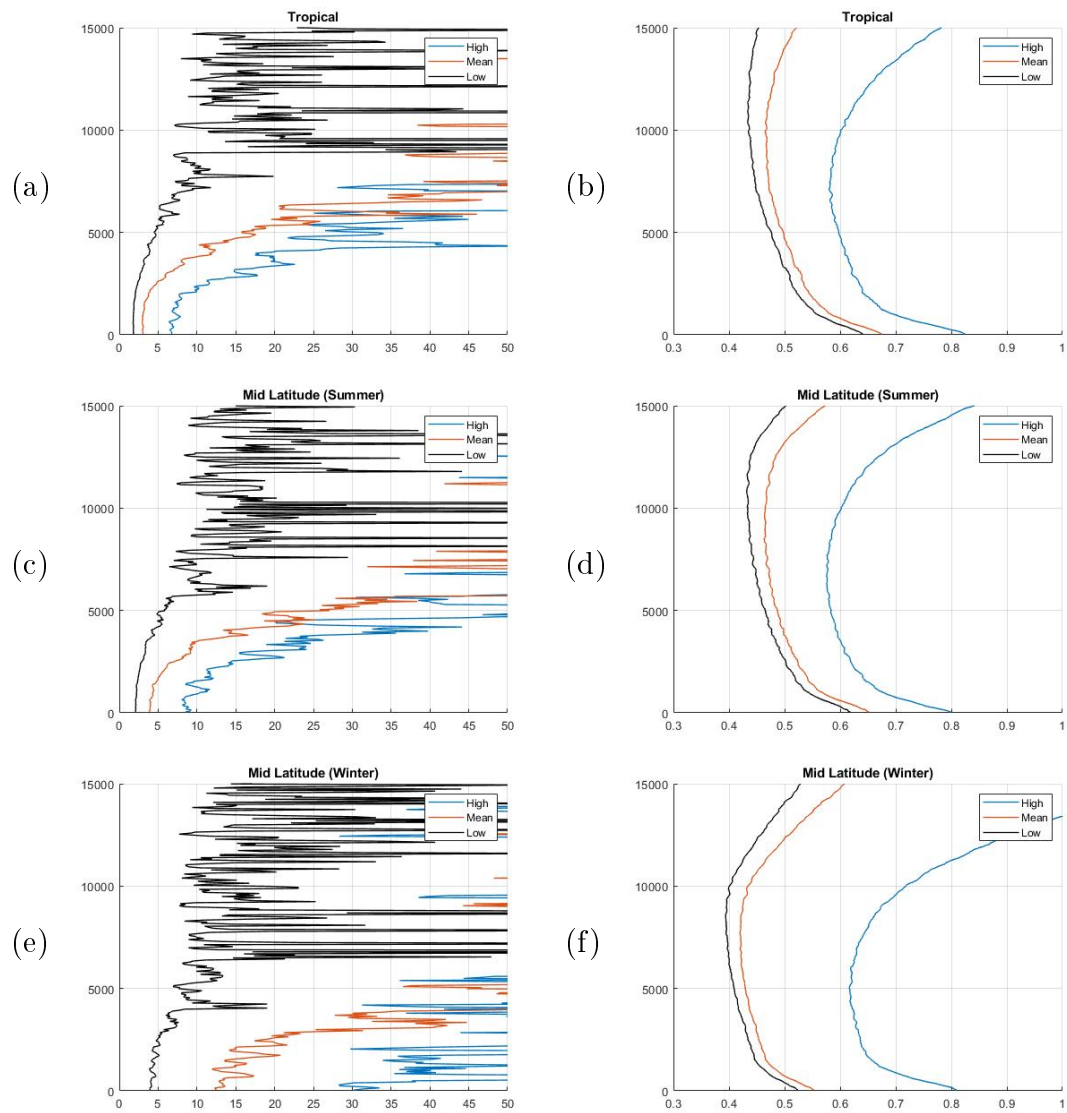 Tropical
15000
10000
5000
0
0 5 10 15 20 25 30 35 40 45 50
High
Mean
Low
(a)
Tropical
15000
10000
5000
0
0.3 0.4 0.5 0.6 0.7 0.8 0.9 1
High
Mean
Low
(b)
Mid Latitude (Summer)
15000
10000
5000
0
0 5 10 15 20 25 30 35 40 45 50
High
Mean
Low
(c)
Mid Latitude (Summer)
15000
10000
5000
0
0.3 0.4 0.5 0.6 0.7 0.8 0.9 1
High
Mean
Low
(d)
Mid Latitude (Winter)
15000
10000
5000
0
0 5 10 15 20 25 30 35 40 45 50
High
Mean
Low
(e)
Mid Latitude (Winter)
15000
10000
5000
0
0.3 0.4 0.5 0.6 0.7 0.8 0.9 1
High
Mean
Low
(f)